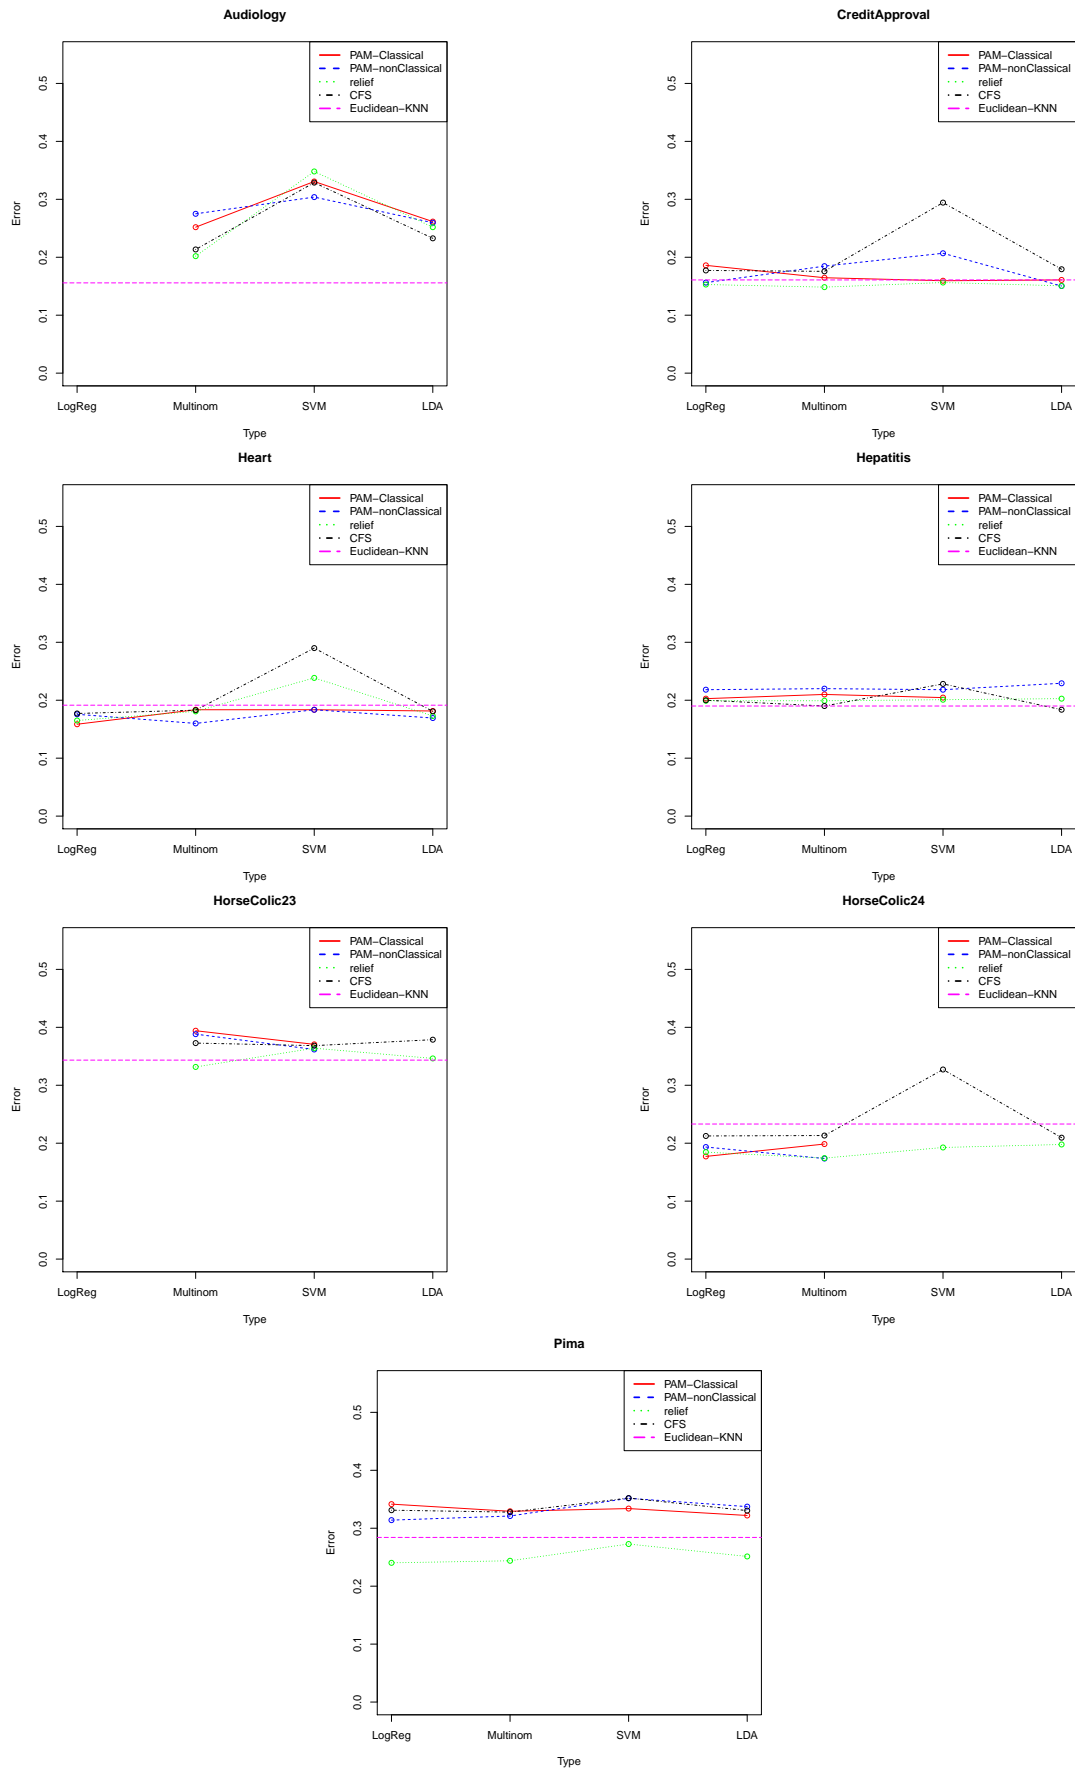 Audiology
PAM−Classical
PAM−nonClassical
relief
CFS
Euclidean−KNN
Error
0.5
0.4
0.3
0.2
0.1
0.0
LogReg Multinom SVM LDA
Type
CreditApproval
PAM−Classical
PAM−nonClassical
relief
CFS
Euclidean−KNN
Error
0.5
0.4
0.3
0.2
0.1
0.0
LogReg Multinom SVM LDA
Type
Heart
PAM−Classical
PAM−nonClassical
relief
CFS
Euclidean−KNN
Error
0.5
0.4
0.3
0.2
0.1
0.0
LogReg Multinom SVM LDA
Type
Hepatitis
PAM−Classical
PAM−nonClassical
relief
CFS
Euclidean−KNN
Error
0.5
0.4
0.3
0.2
0.1
0.0
LogReg Multinom SVM LDA
Type
HorseColic23
PAM−Classical
PAM−nonClassical
relief
CFS
Euclidean−KNN
Error
0.5
0.4
0.3
0.2
0.1
0.0
LogReg Multinom SVM LDA
Type
HorseColic24
PAM−Classical
PAM−nonClassical
relief
CFS
Euclidean−KNN
Error
0.5
0.4
0.3
0.2
0.1
0.0
LogReg Multinom SVM LDA
Type
Pima
PAM−Classical
PAM−nonClassical
relief
CFS
Euclidean−KNN
Error
0.5
0.4
0.3
0.2
0.1
0.0
LogReg Multinom SVM LDA
Type